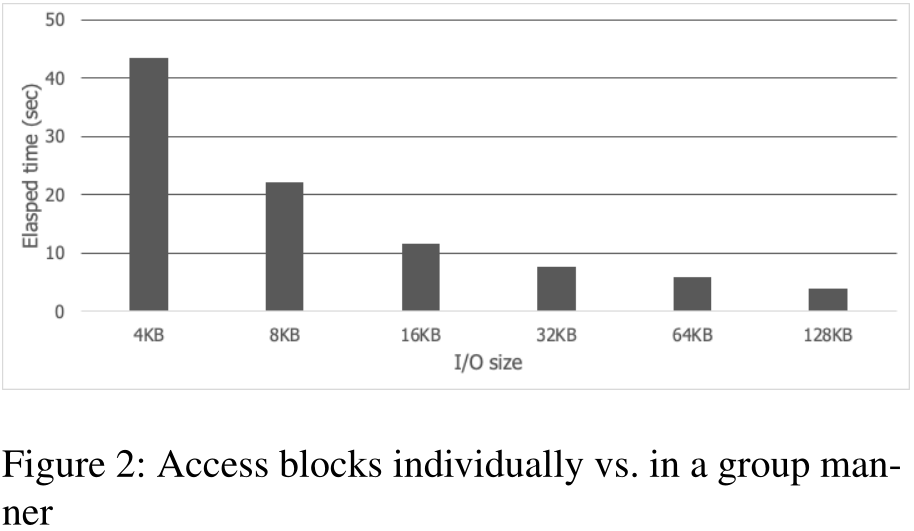 50
40
30
20
10
0
Elasped time (sec)
4KB 8KB 16KB 32KB 64KB 128KB
I/O size
Figure 2: Access blocks individually vs. in a group man-
ner